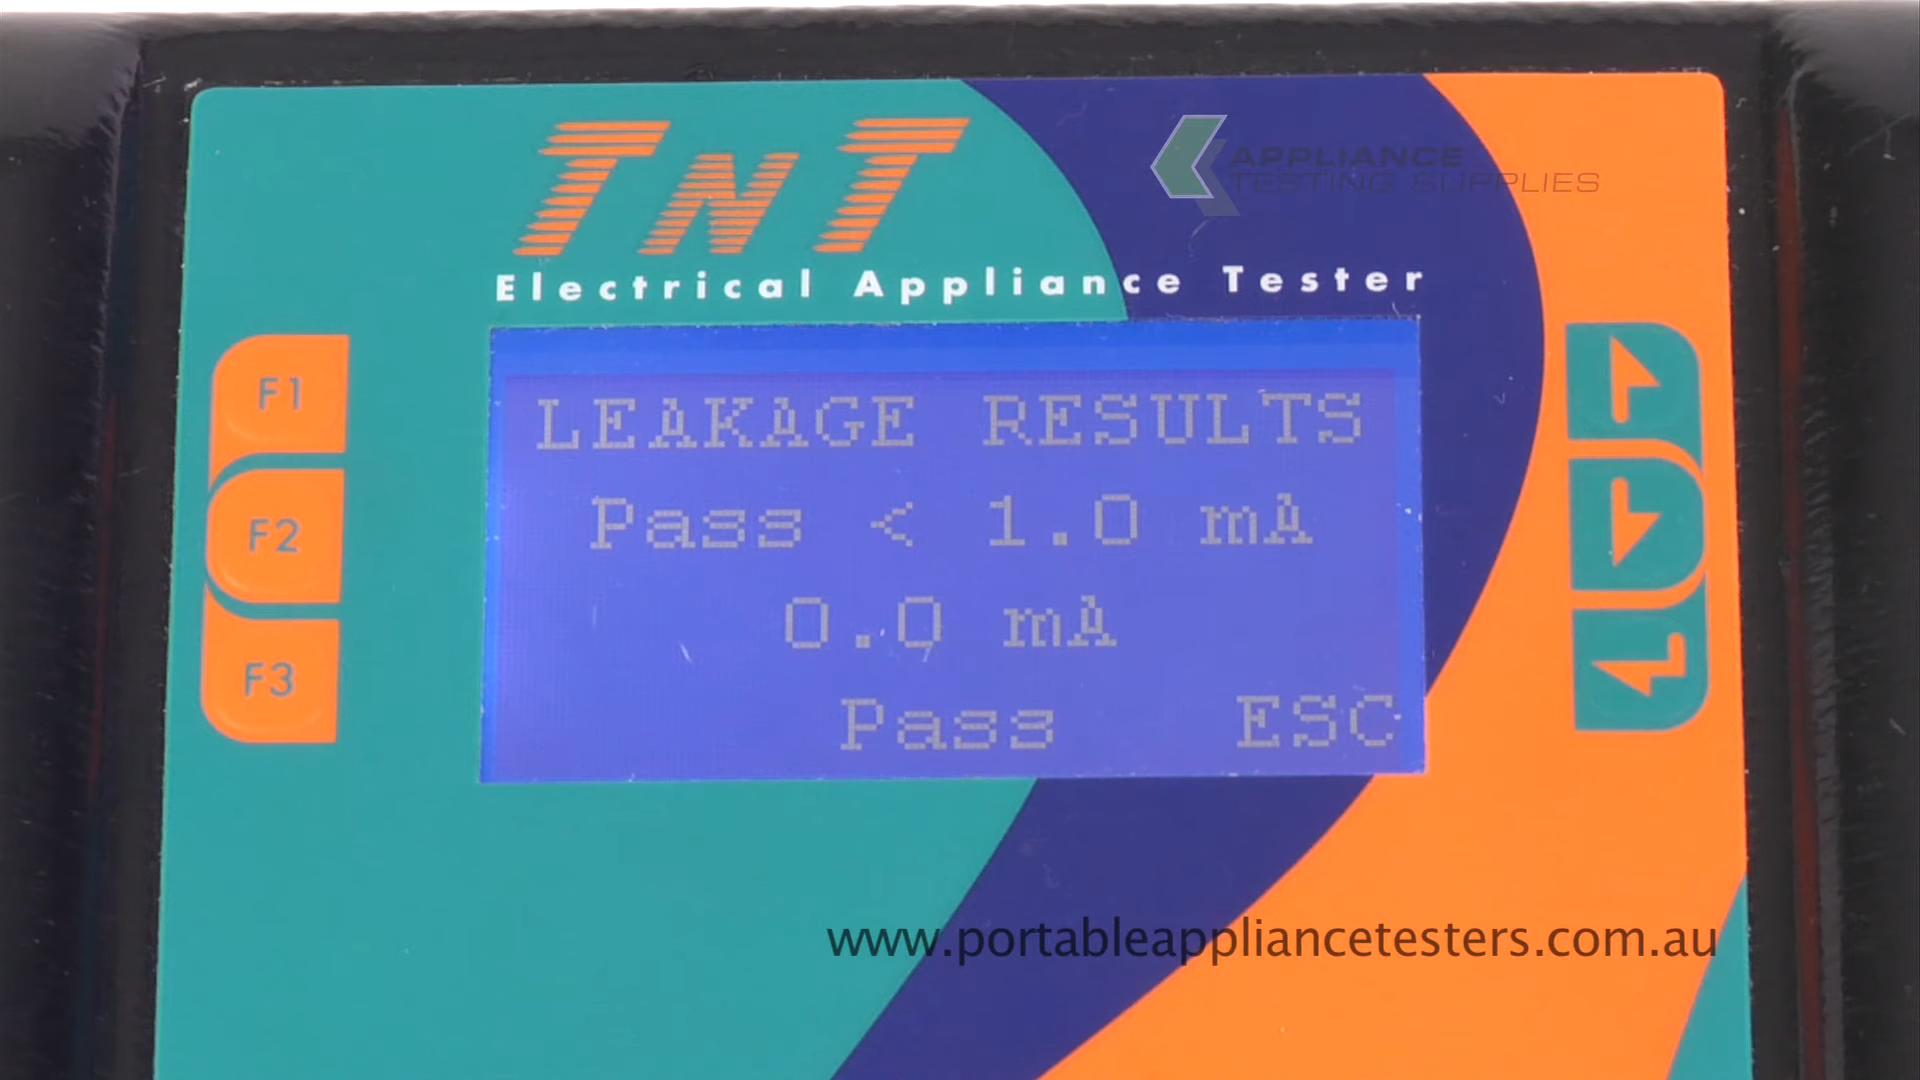 TNT
APPLIANCE
TESTING SUPPLIES
Electrical Appliance Tester
F1
F2
F3
LEAKAGE RESULTS
Pass < 1.0 mA
0.0 mA
Pass ESC
www.portableappliancetesters.com.au